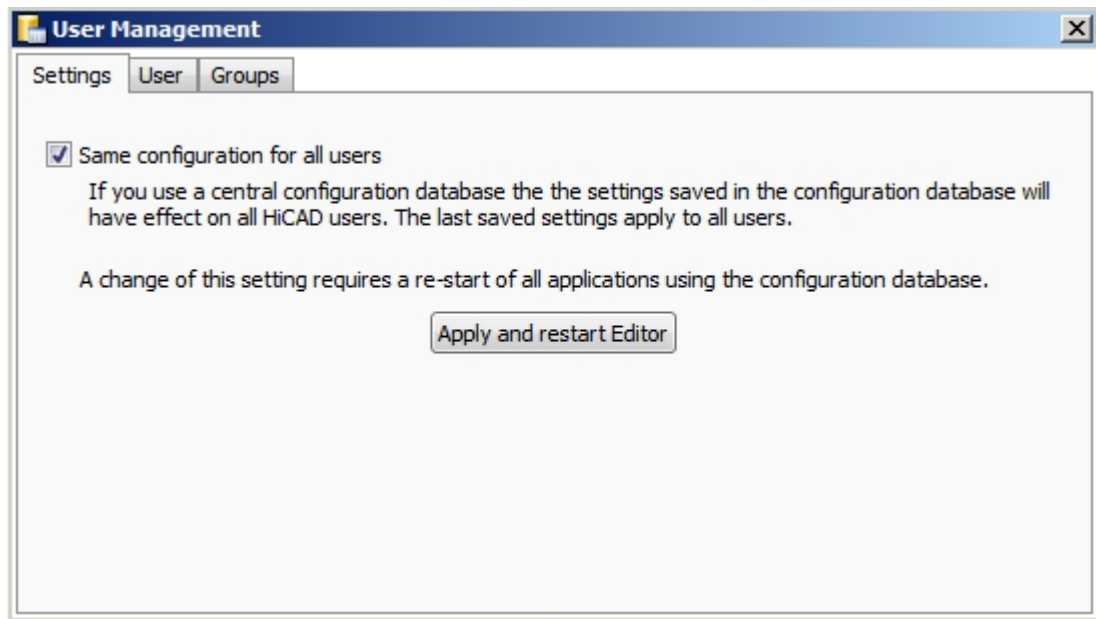 User Management
Settings User Groups
Same configuration for all users
If you use a central configuration database the the settings saved in the configuration database will
have effect on all HiCAD users. The last saved settings apply to all users.
A change of this setting requires a re-start of all applications using the configuration database.
Apply and restart Editor